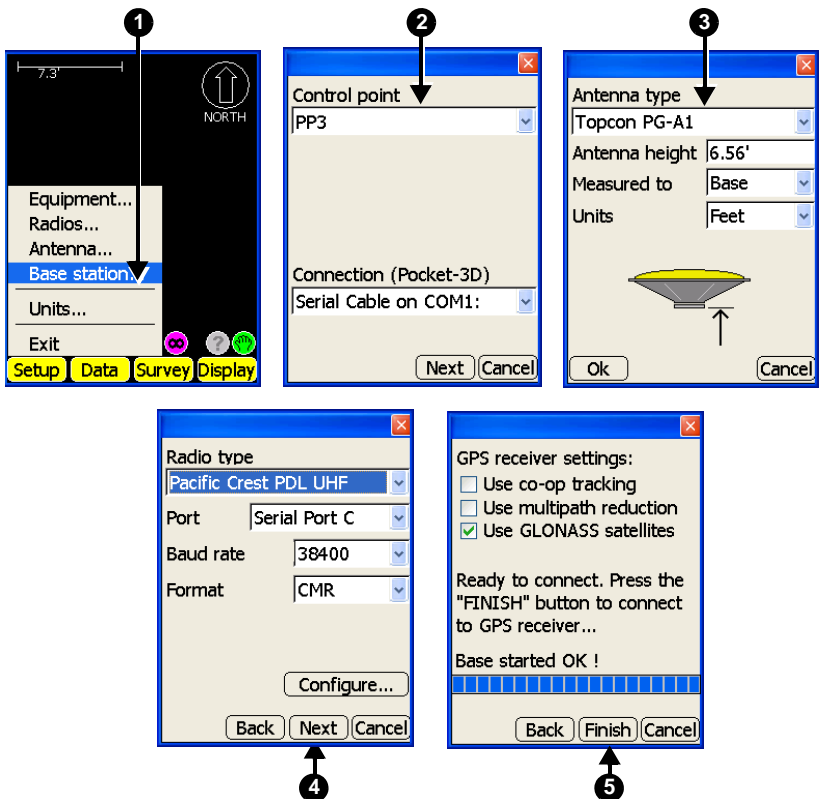 1
7.3'
NORTH
Equipment...
Radios...
Antenna...
Base station.
Units...
Exit
∞
?
Setup Data Survey Display
2
Control point
PP3
Connection (Pocket-3D)
Serial Cable on COM1:
Next Cancel
3
Antenna type
Topcon PG-A1
Antenna height 6.56'
Measured to Base
Units Feet
Ok Cancel
Radio type
Pacific Crest PDL UHF
Port Serial Port C
Baud rate 38400
Format CMR
Configure...
Back Next Cancel
4
GPS receiver settings:
Use co-op tracking
Use multipath reduction
Use GLONASS satellites
Ready to connect. Press the
"FINISH" button to connect
to GPS receiver...
Base started OK !
Back Finish Cancel
5